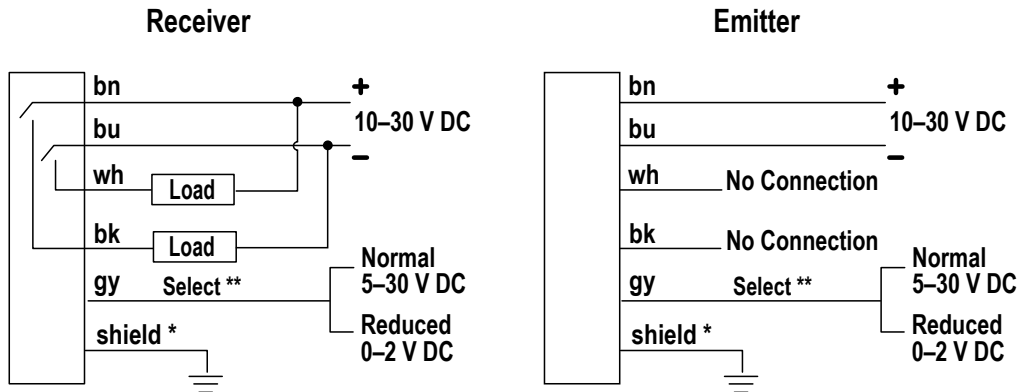 Receiver
bn
+
10–30 V DC
bu
–
wh
Load
bk
Load
Normal
5–30 V DC
gy
Select **
Reduced
0–2 V DC
shield *
Emitter
bn
+
10–30 V DC
bu
–
wh
No Connection
bk
No Connection
Normal
5–30 V DC
gy
Select **
Reduced
0–2 V DC
shield *